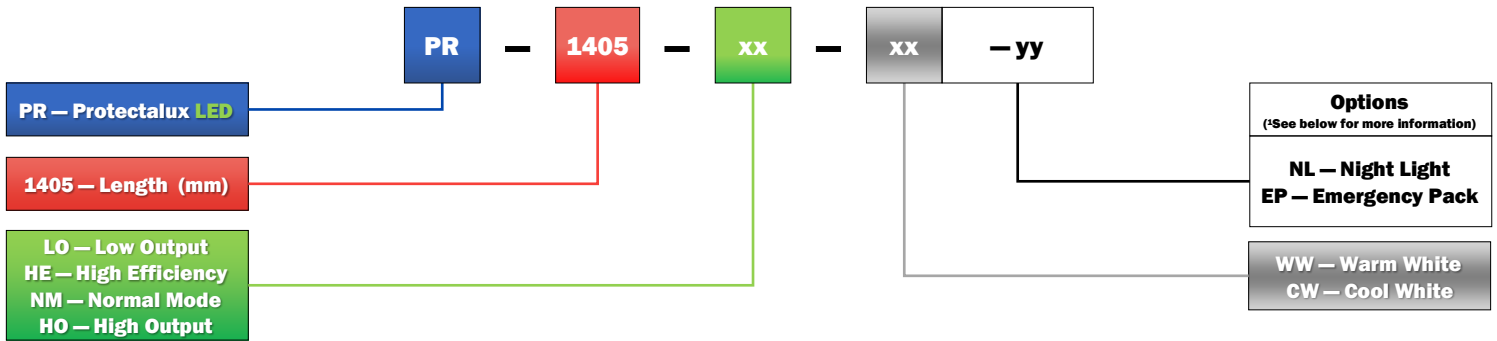 PR — 1405 — xx — xx —yy
PR — Protectalux LED
1405 — Length (mm)
LO — Low Output
HE — High Efficiency
NM — Normal Mode
HO — High Output
Options
(¹See below for more information)
NL — Night Light
EP — Emergency Pack
WW — Warm White
CW — Cool White